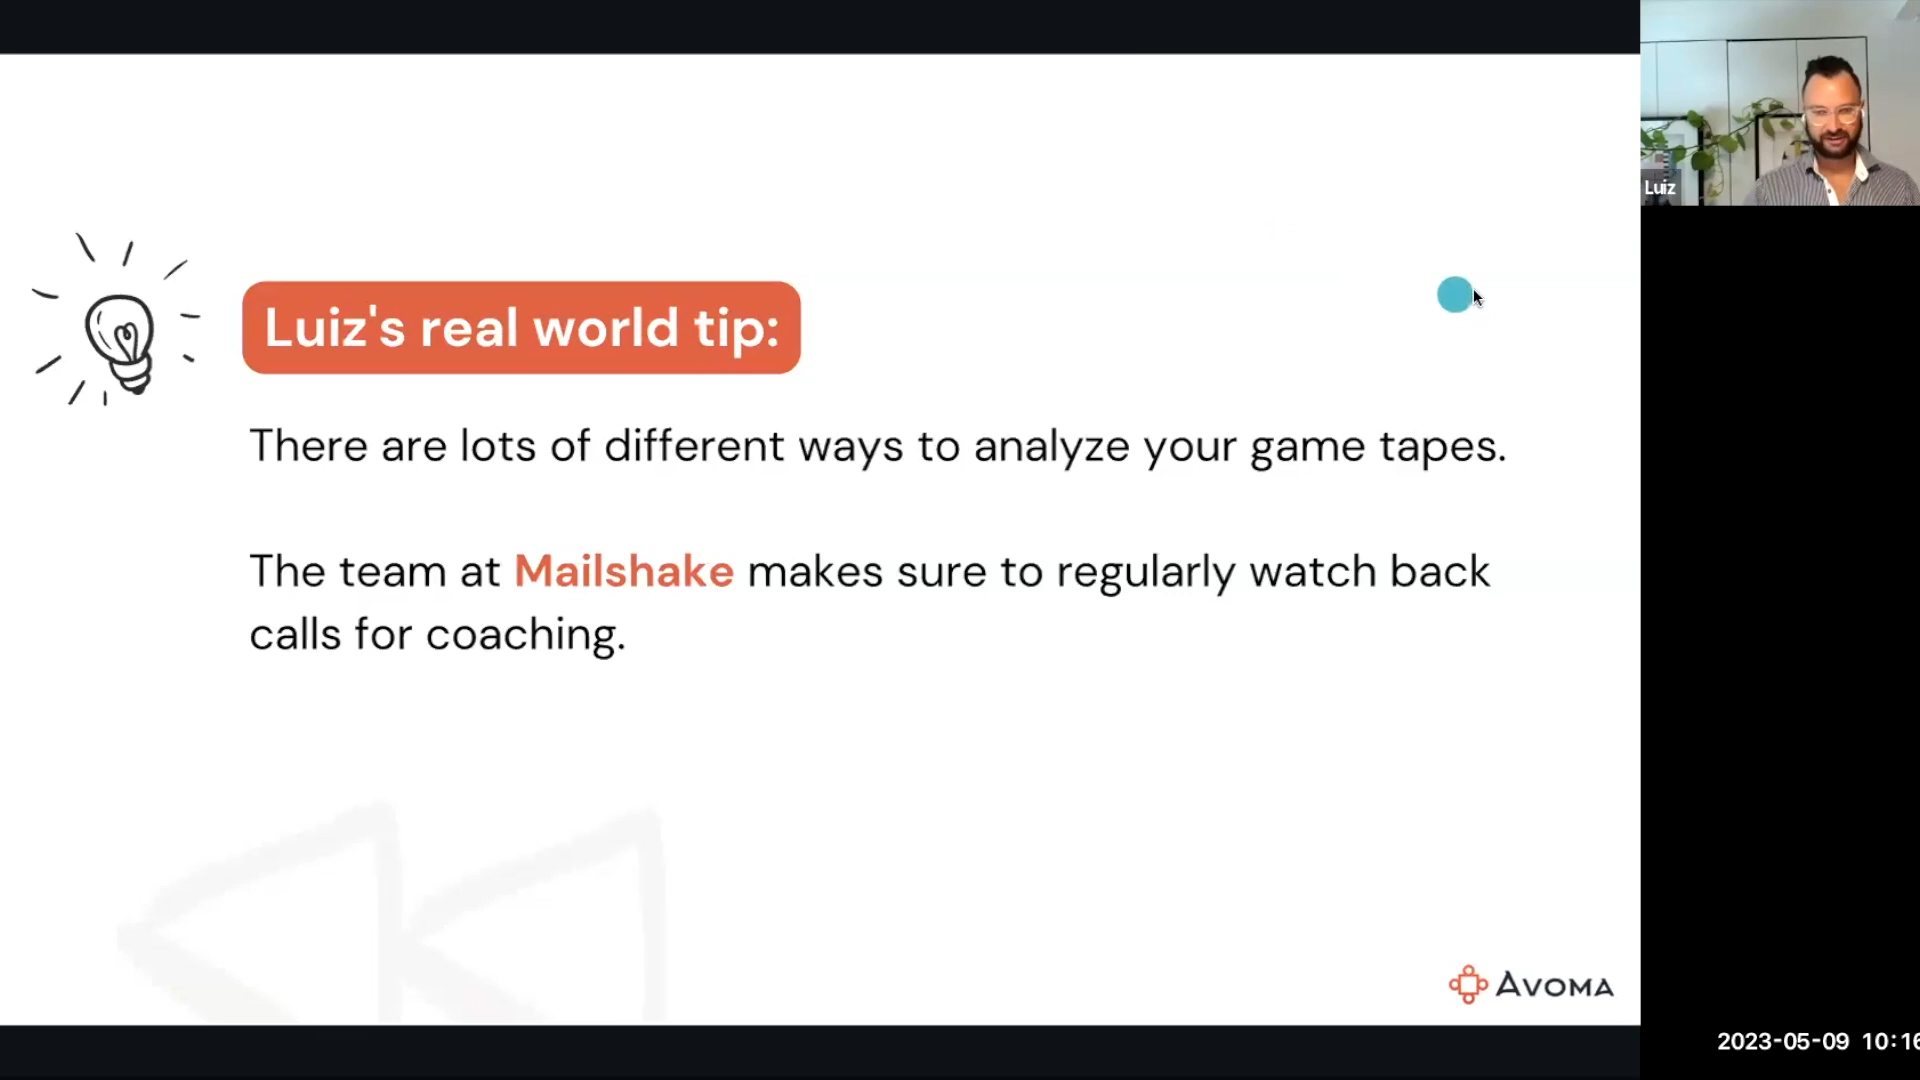 Luiz's real world tip:
There are lots of different ways to analyze your game tapes.
The team at Mailshake makes sure to regularly watch back
calls for coaching.
AVOMA
Luiz
2023-05-09 10:16